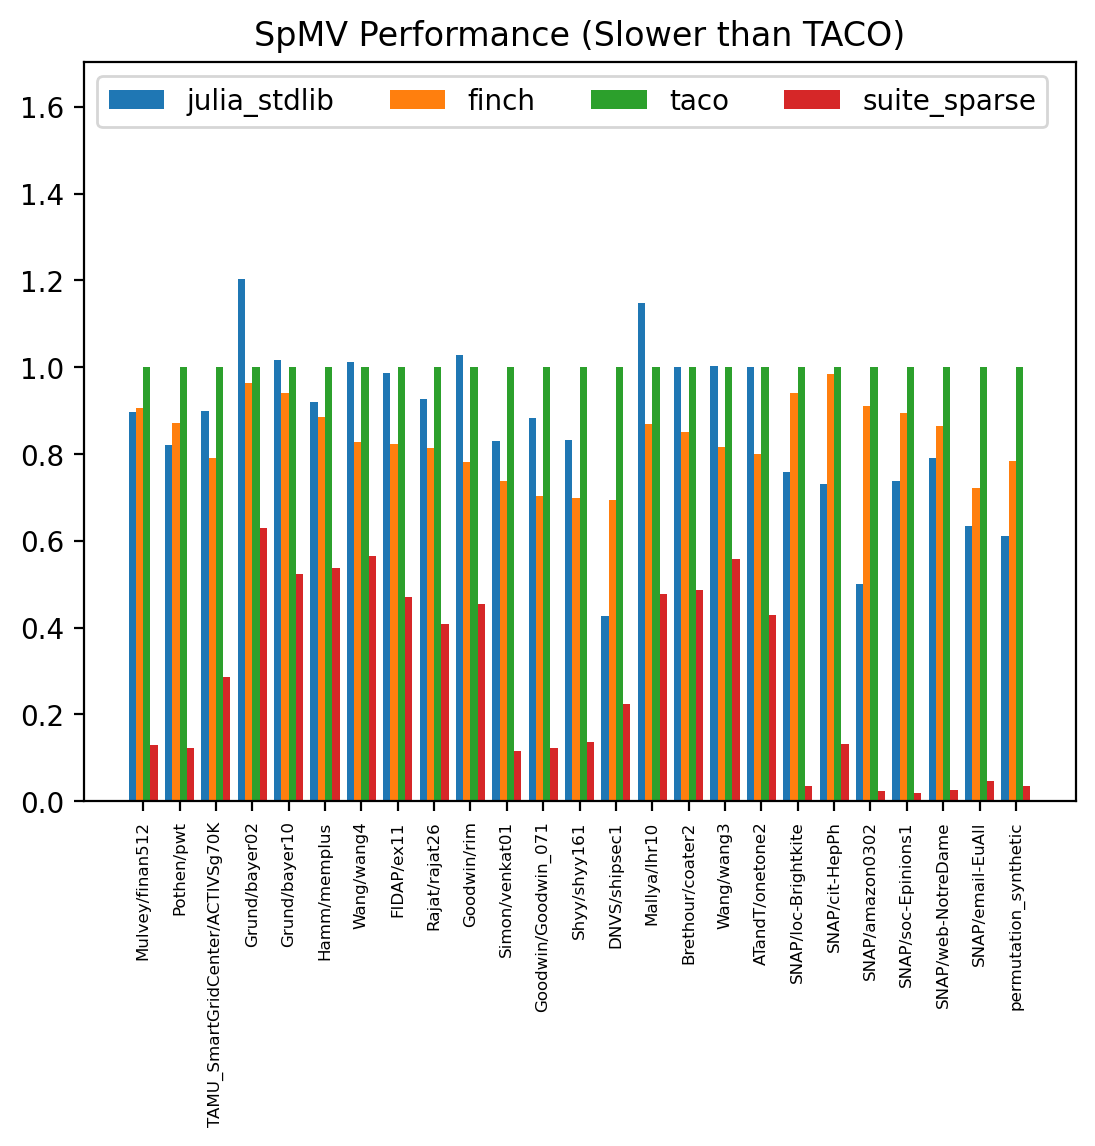 SpMV Performance (Slower than TACO)
julia_stdlib finch taco suite_sparse
1.6
1.4
1.2
1.0
0.8
0.6
0.4
0.2
0.0
Mulvey/finan512
Pothen/pwt
TAMU_SmartGridCenter/ACTIVSg70K
Grund/bayer02
Grund/bayer10
Hamm/memplus
Wang/wang4
FIDAP/ex11
Rajat/rajat26
Goodwin/rim
Simon/venkat01
Goodwin/Goodwin_071
Shyy/shyy161
DNVS/shipsec1
Mallya/lhr10
Brethour/coater2
Wang/wang3
ATandT/onetone2
SNAP/loc-Brightkite
SNAP/cit-HepPh
SNAP/amazon0302
SNAP/soc-Epinions1
SNAP/web-NotreDame
SNAP/email-EuAll
permutation_synthetic